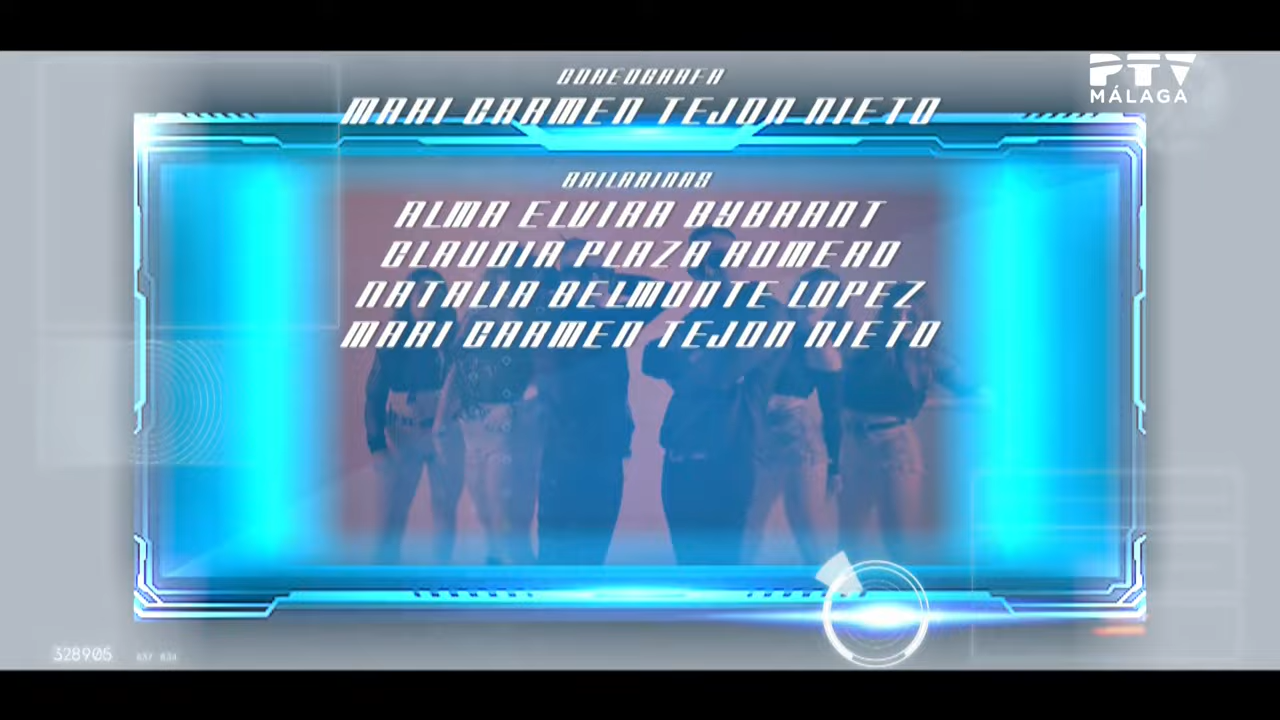 COREOGRAFA
MARI CARMEN TEJON NIETO
PTV
MÁLAGA
BAILARINAS
ALMA ELVIRA BYBRANT
CLAUDIA PLAZA ROMERO
NATALIA BELMONTE LOPEZ
MARI CARMEN TEJON NIETO
328905